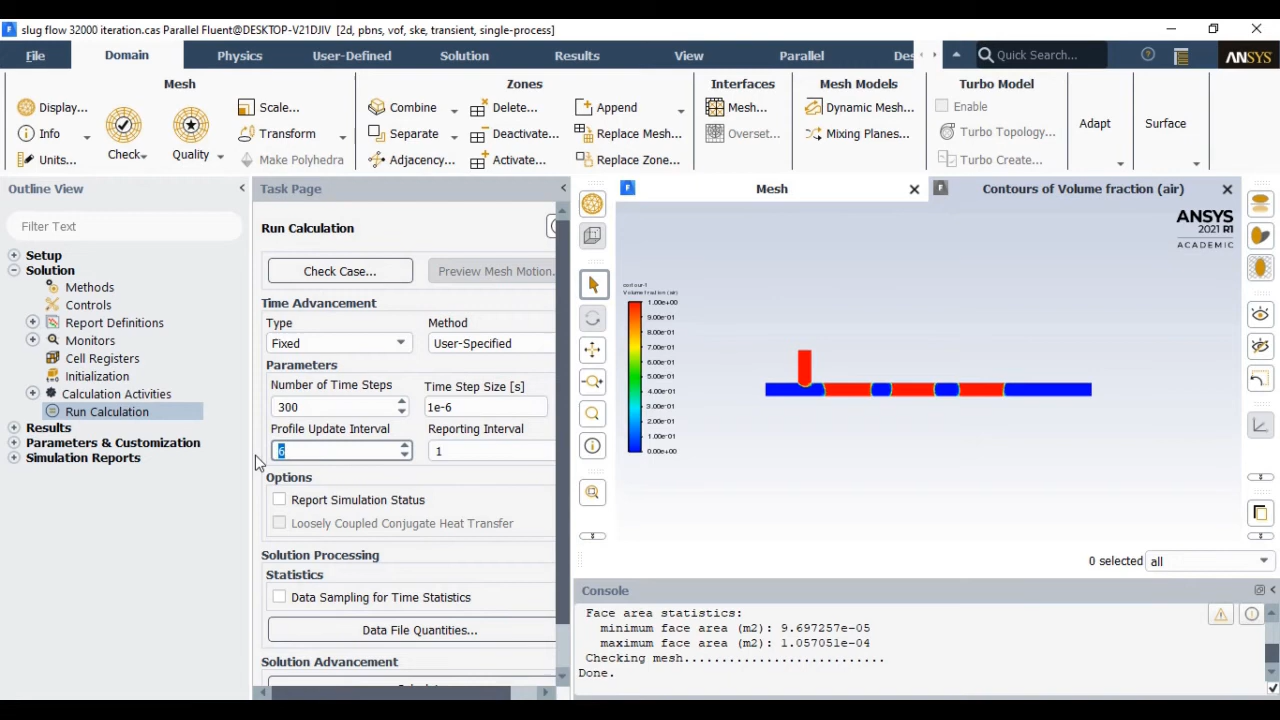 slug flow 32000 iteration.cas Parallel Fluent@DESKTOP-V21DJIV [2d, pbns, vof, ske, transient, single-process]
File Domain Physics User-Defined Solution Results View Parallel Des Quick Search... ANSYS
Mesh Zones Interfaces Mesh Models Turbo Model
Display... Scale... Combine Delete... Append Mesh... Dynamic Mesh... Enable
Info Check Quality Transform Separate Deactivate... Replace Mesh... Overset... Mixing Planes... Turbo Topology... Adapt Surface
Units... Make Polyhedra Adjacency... Activate... Replace Zone... Turbo Create...
Outline View
Filter Text
Setup
Solution
Methods
Controls
Report Definitions
Monitors
Cell Registers
Initialization
Calculation Activities
Run Calculation
Results
Parameters & Customization
Simulation Reports
Task Page
Run Calculation
Check Case... Preview Mesh Motion...
Time Advancement
Type Method
Fixed User-Specified
Parameters
Number of Time Steps Time Step Size [s]
300 1e-6
Profile Update Interval Reporting Interval
6 1
Options
Report Simulation Status
Loosely Coupled Conjugate Heat Transfer
Solution Processing
Statistics
Data Sampling for Time Statistics
Data File Quantities...
Solution Advancement
Mesh Contours of Volume fraction (air)
ANSYS
2021 R1
ACADEMIC
contour-1
Volume fraction (air)
1.00e+00
9.00e-01
8.00e-01
7.00e-01
6.00e-01
5.00e-01
4.00e-01
3.00e-01
2.00e-01
1.00e-01
0.00e+00
0 selected all
Console
Face area statistics:
minimum face area (m2): 9.697257e-05
maximum face area (m2): 1.057051e-04
Checking mesh..........................
Done.